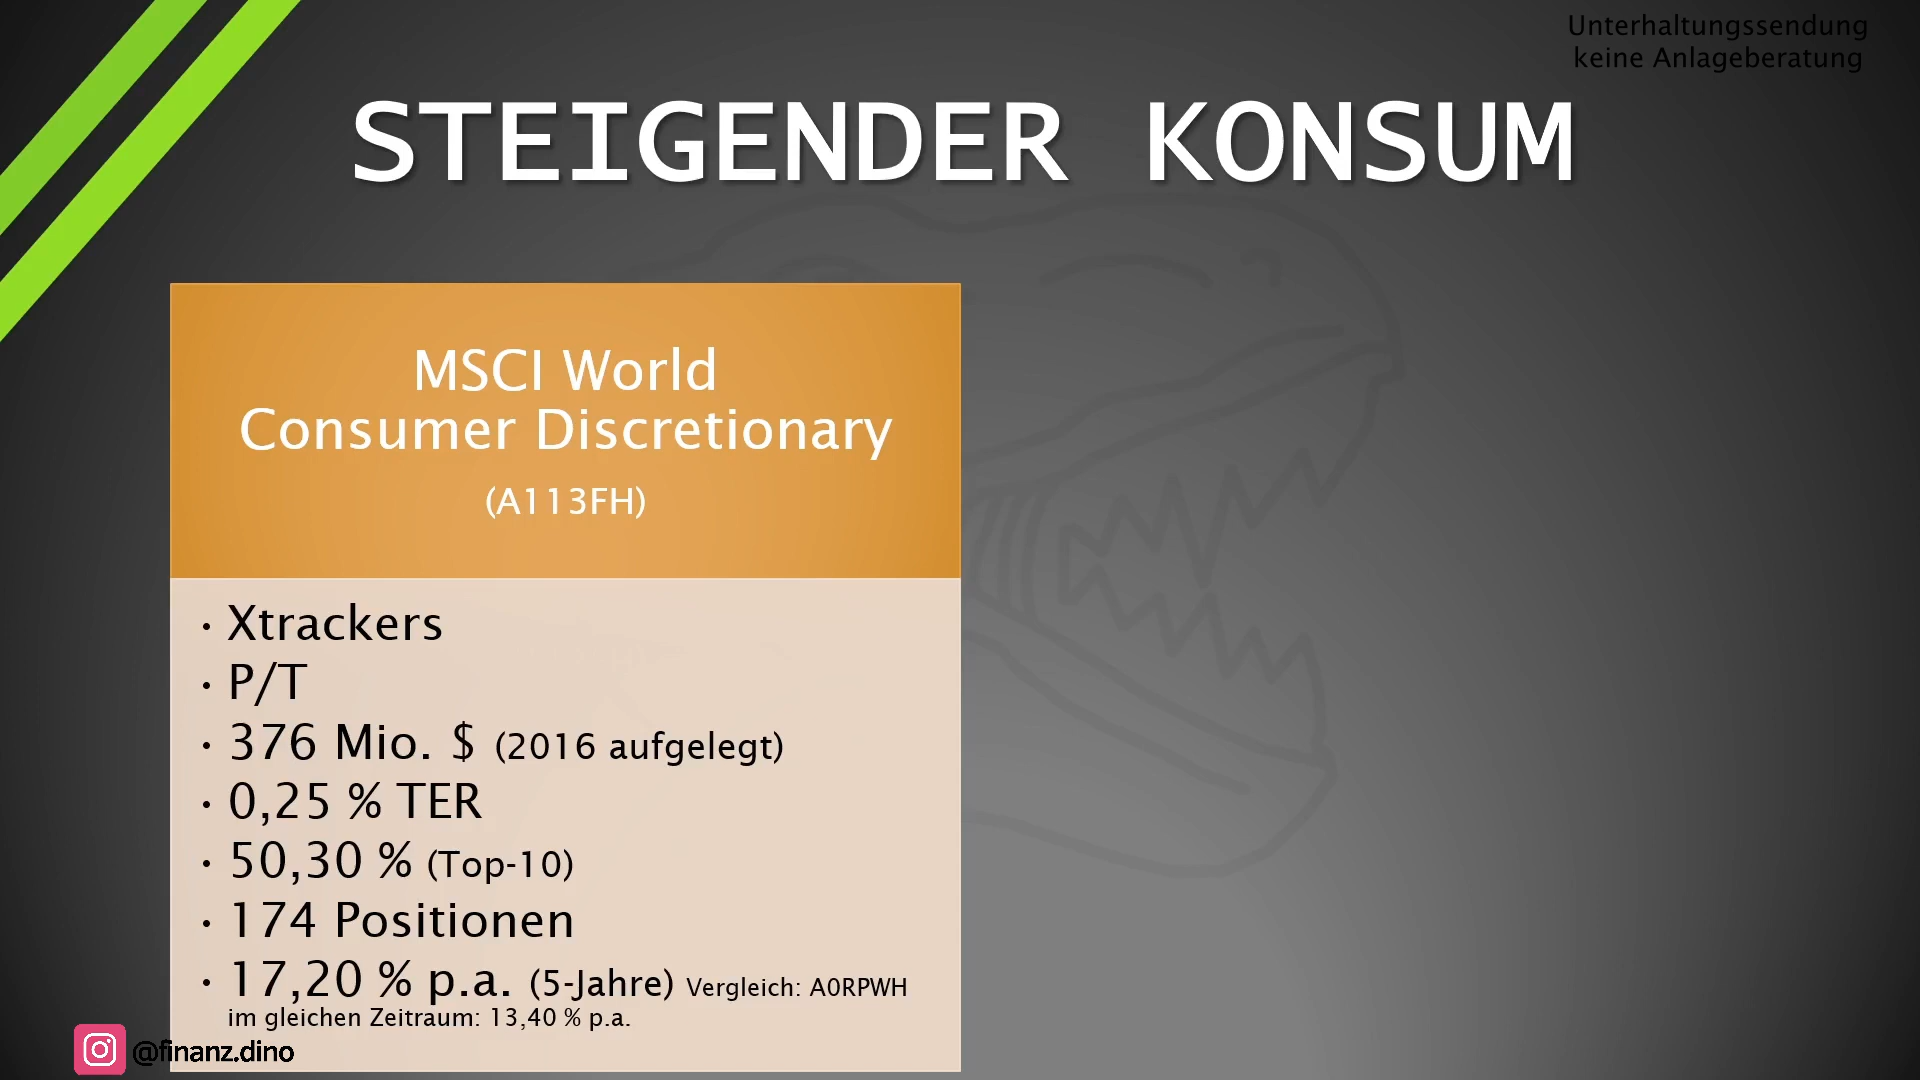 Unterhaltungssendung
keine Anlageberatung
STEIGENDER KONSUM
MSCI World
Consumer Discretionary
(A113FH)
• Xtrackers
• P/T
• 376 Mio. $ (2016 aufgelegt)
• 0,25 % TER
• 50,30 % (Top-10)
• 174 Positionen
• 17,20 % p.a. (5-Jahre) Vergleich: A0RPWH
im gleichen Zeitraum: 13,40 % p.a.
@finanz.dino